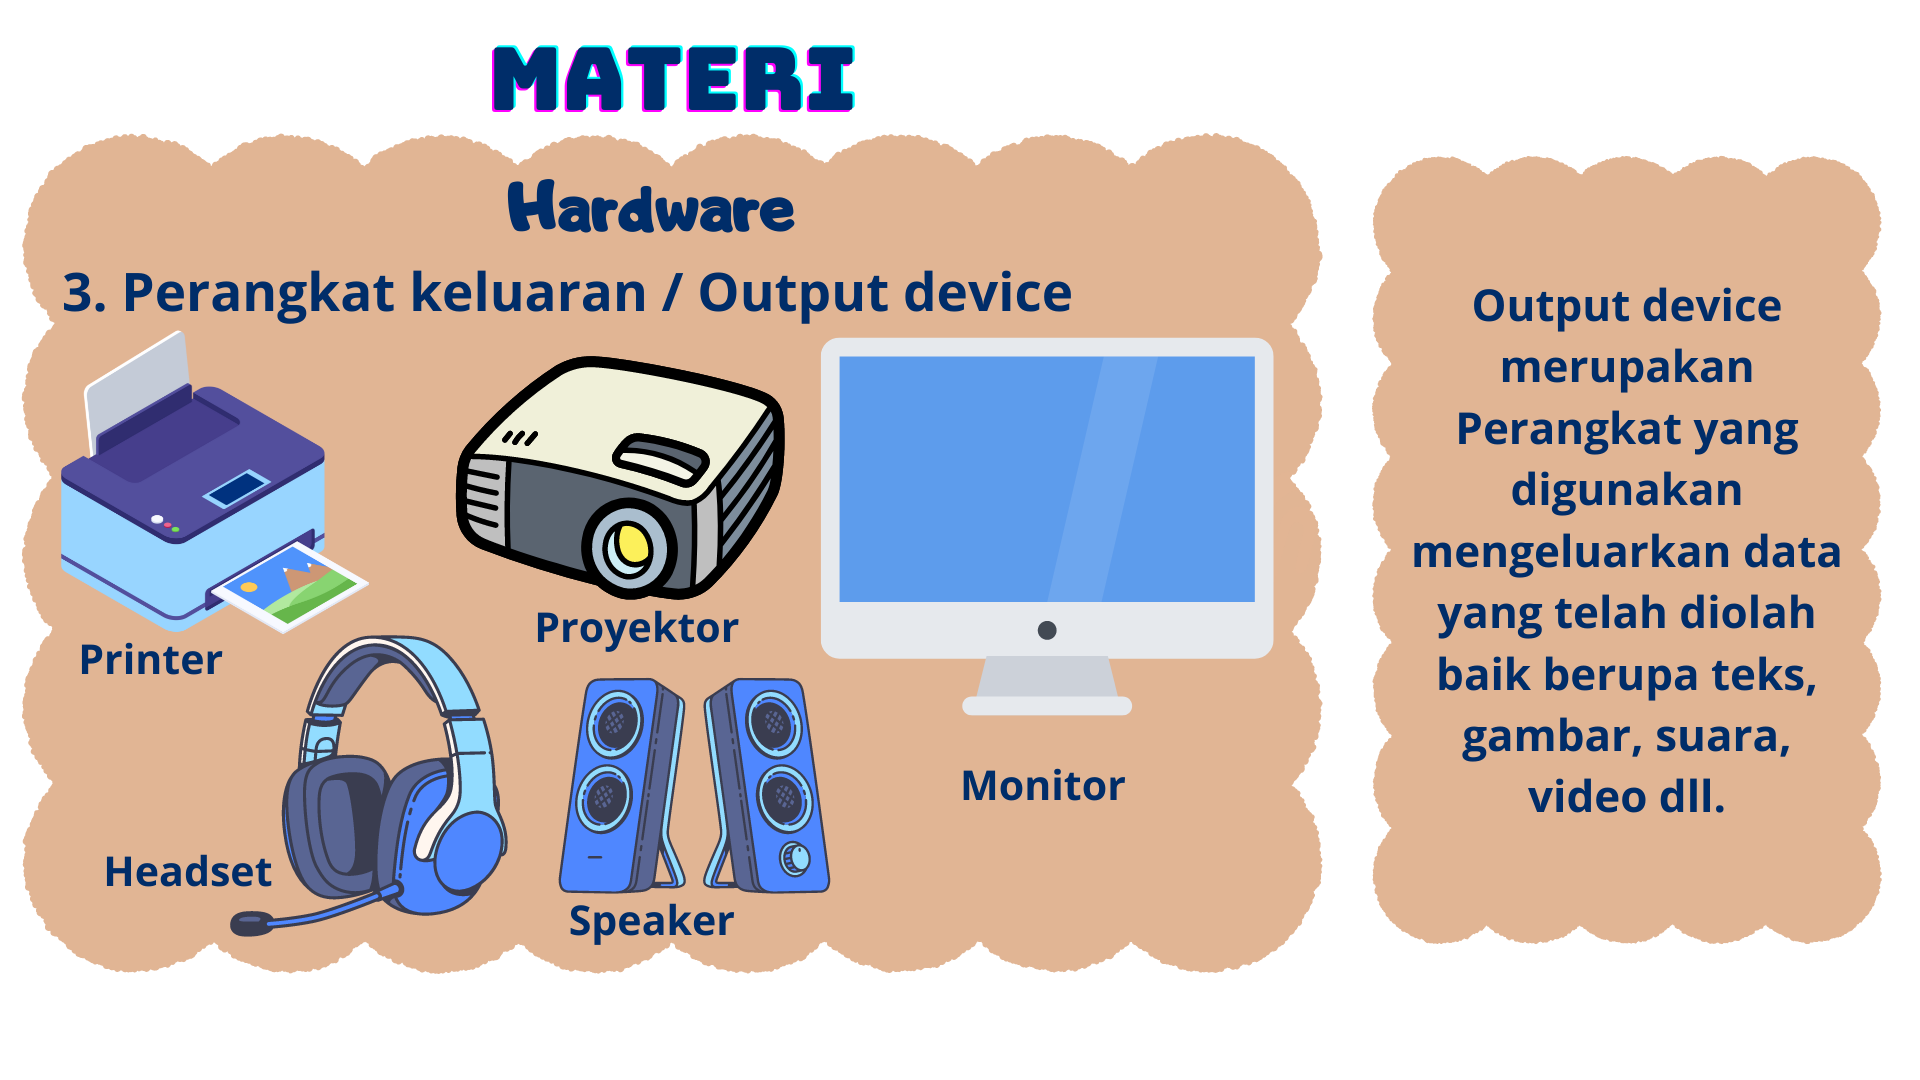 MATERI
Hardware
3. Perangkat keluaran / Output device
Printer
Proyektor
Monitor
Headset
Speaker
Output device
merupakan
Perangkat yang
digunakan
mengeluarkan data
yang telah diolah
baik berupa teks,
gambar, suara,
video dll.